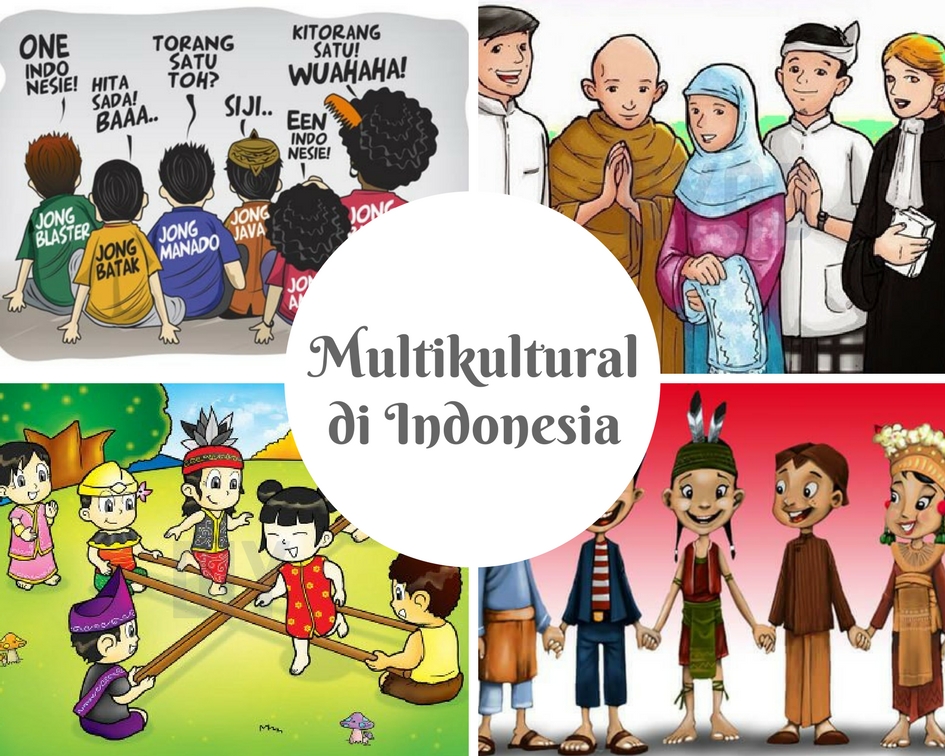 ONE
INDO
NESIE!
HITA
SADA!
BAAA..
TORANG
SATU
TOH?
SIJI..
EEN
INDO
NESIE!
KITORANG
SATU!
WUAHAHA!
JONG
BLASTER
JONG
BATAK
JONG
MANADO
JONG
JAVA
JONG
JONG
Multikultural
di Indonesia